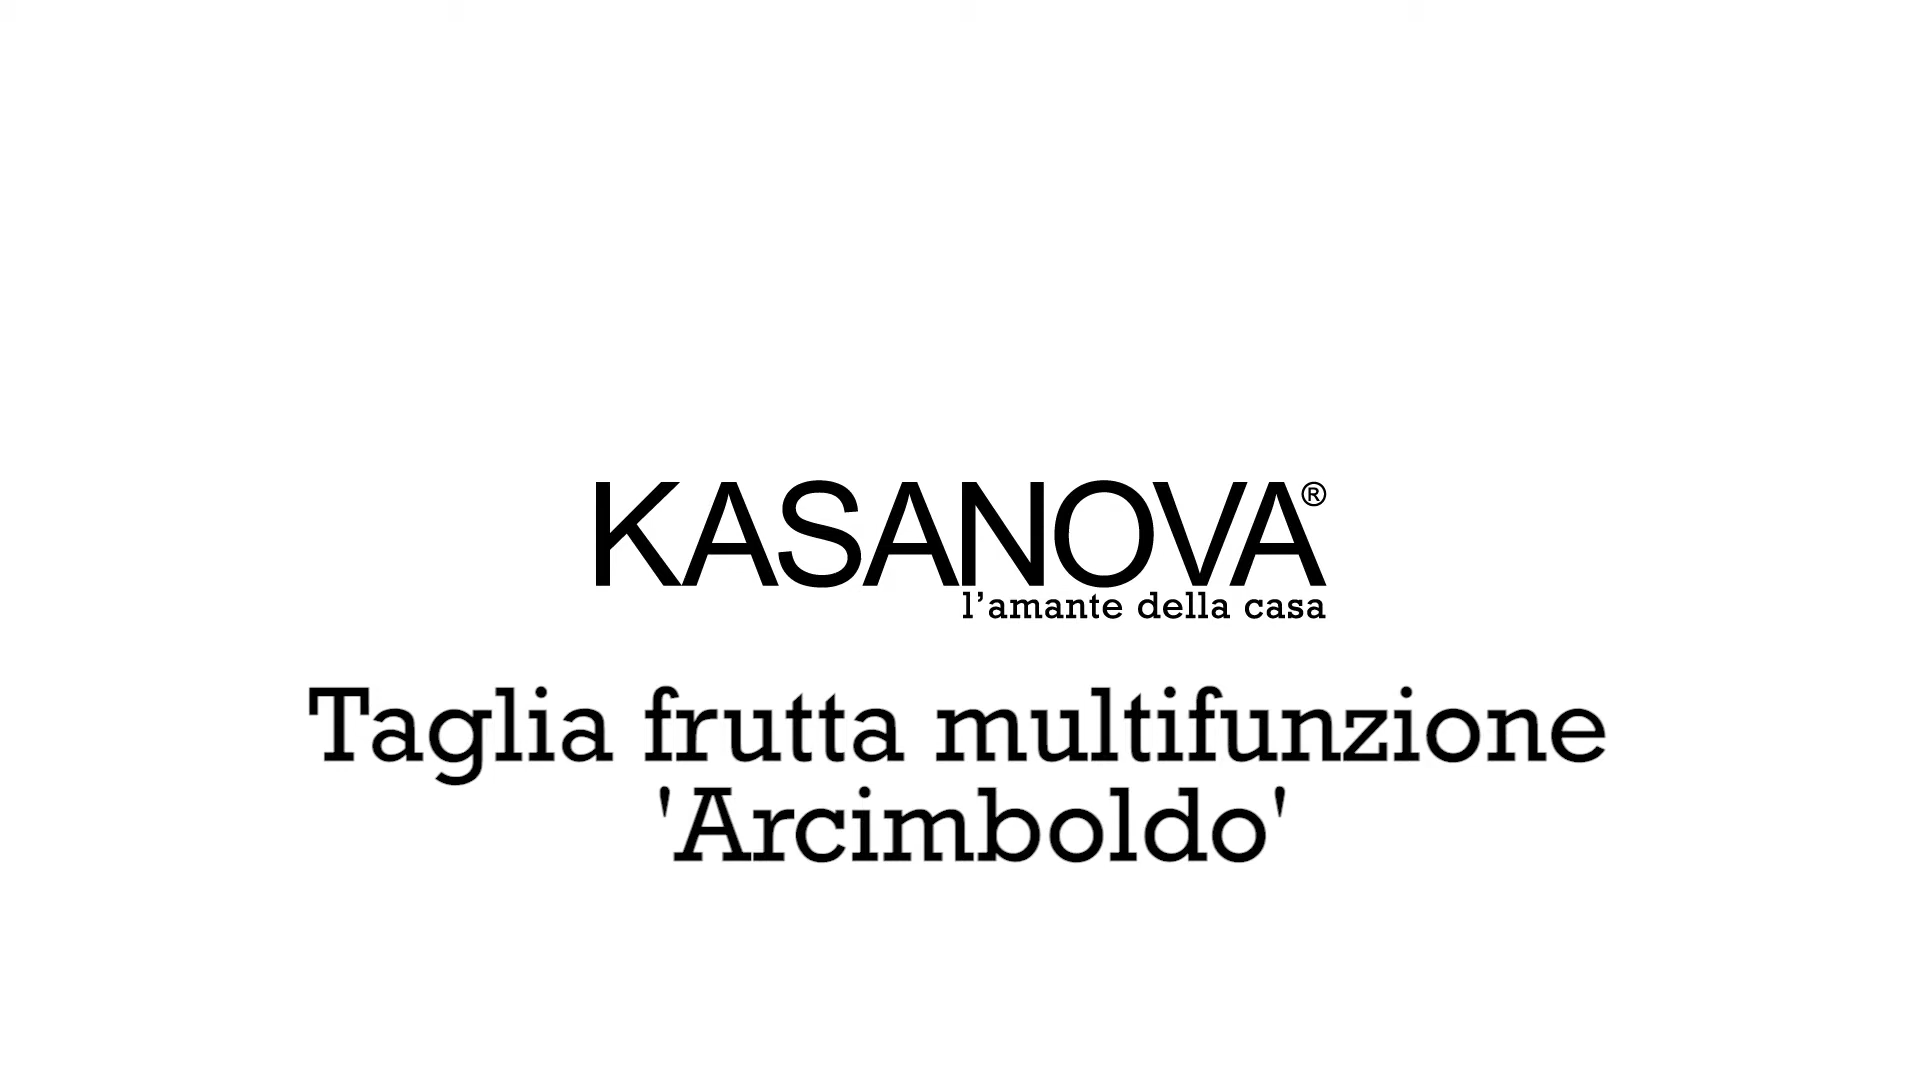 KASANOVA®
l’amante della casa
Taglia frutta multifunzione
'Arcimboldo'